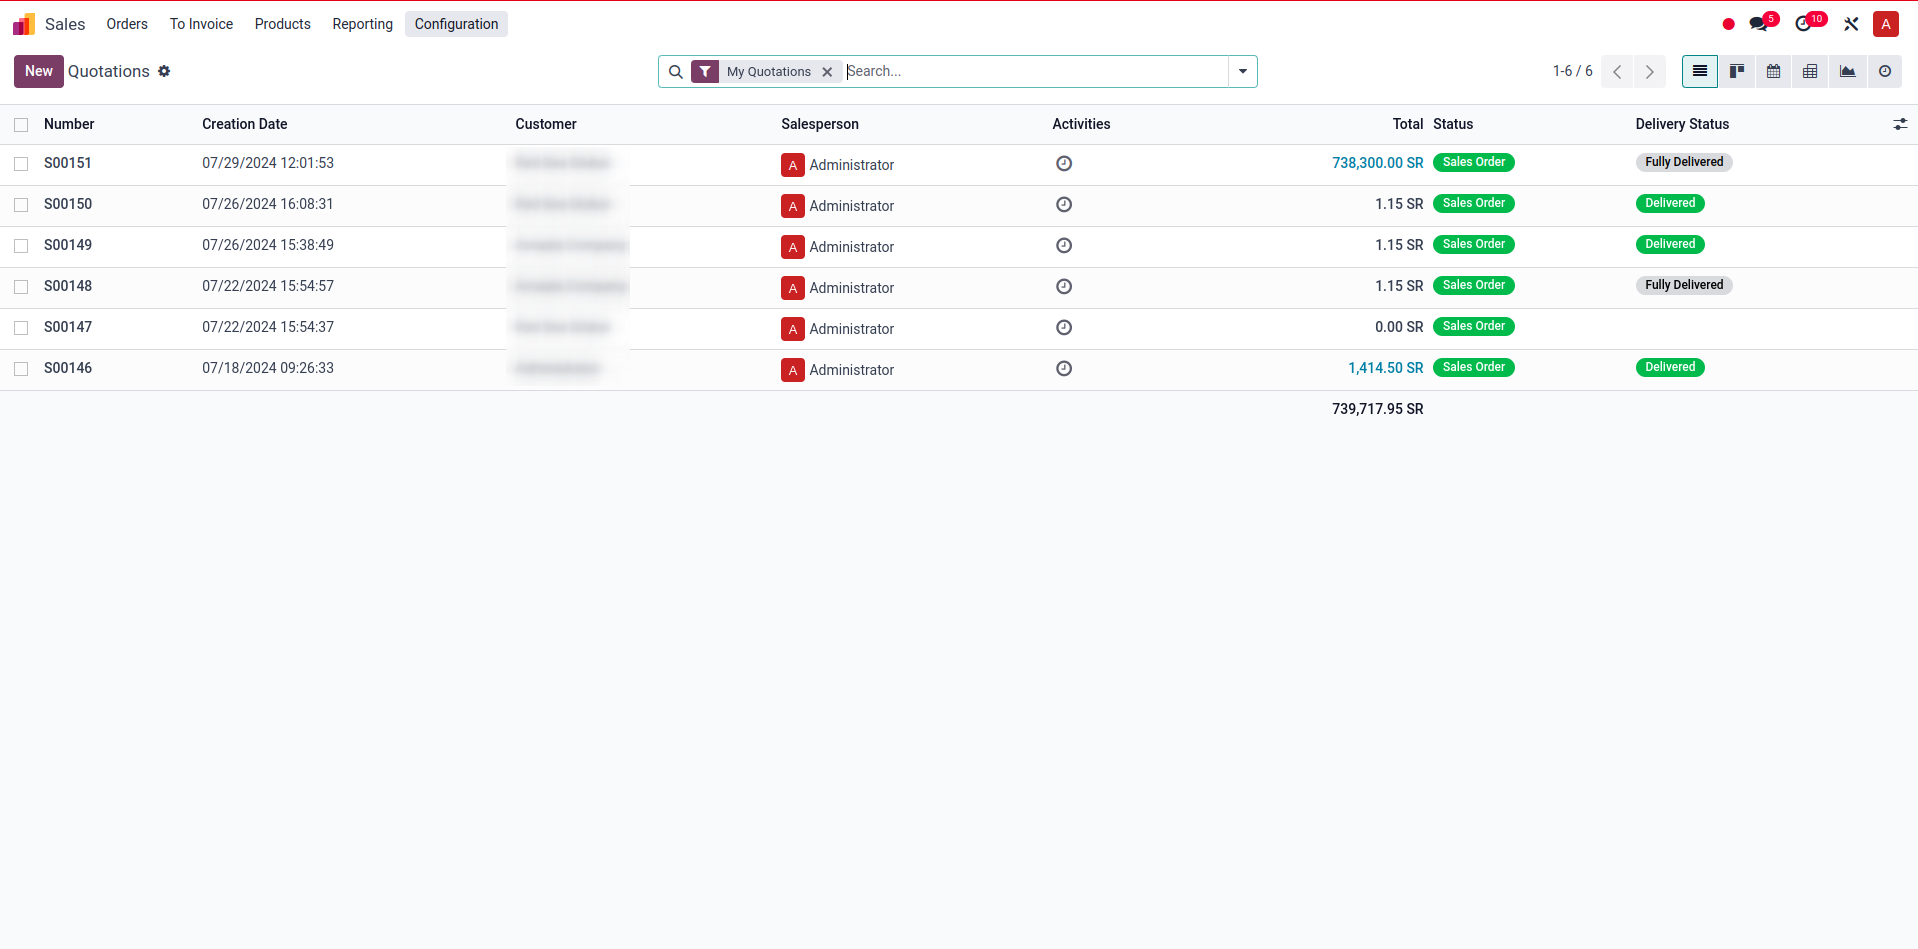 Sales Orders To Invoice Products Reporting Configuration 5 10 A
New Quotations My Quotations Search... 1-6 / 6
Number Creation Date Customer Salesperson Activities Total Status Delivery Status
S00151 07/29/2024 12:01:53 A Administrator 738,300.00 SR Sales Order Fully Delivered
S00150 07/26/2024 16:08:31 A Administrator 1.15 SR Sales Order Delivered
S00149 07/26/2024 15:38:49 A Administrator 1.15 SR Sales Order Delivered
S00148 07/22/2024 15:54:57 A Administrator 1.15 SR Sales Order Fully Delivered
S00147 07/22/2024 15:54:37 A Administrator 0.00 SR Sales Order
S00146 07/18/2024 09:26:33 A Administrator 1,414.50 SR Sales Order Delivered
739,717.95 SR